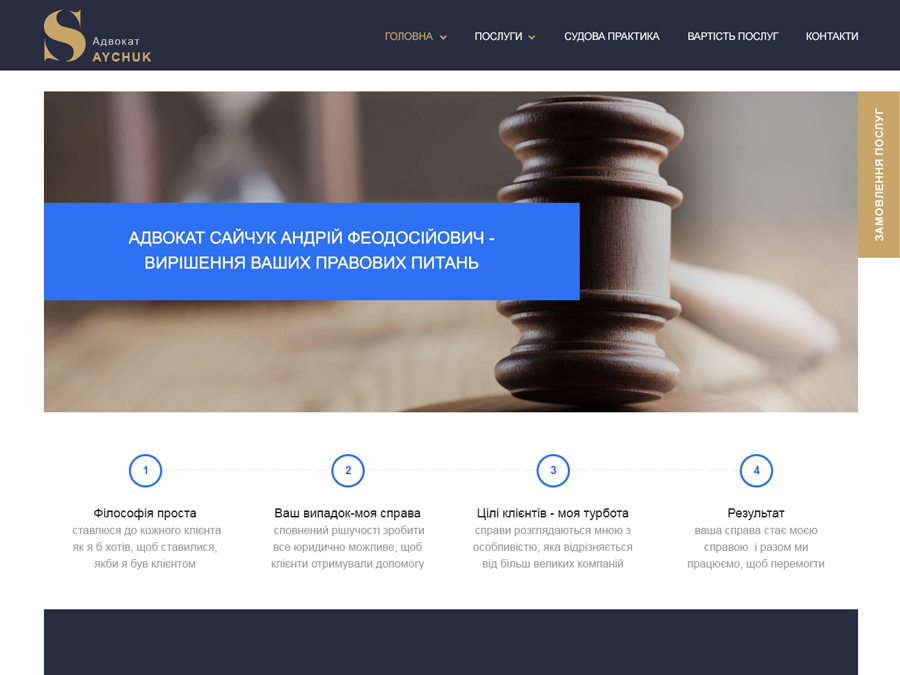 S
Адвокат
AYCHUK
ГОЛОВНА
ПОСЛУГИ
СУДОВА ПРАКТИКА
ВАРТІСТЬ ПОСЛУГ
КОНТАКТИ
ЗАМОВЛЕННЯ ПОСЛУГ
АДВОКАТ САЙЧУК АНДРІЙ ФЕОДОСІЙОВИЧ -
ВИРІШЕННЯ ВАШИХ ПРАВОВИХ ПИТАНЬ
1
Філософія проста
ставлюся до кожного клієнта
як я б хотів, щоб ставилися,
якби я був клієнтом
2
Ваш випадок-моя справа
сповнений рішучості зробити
все юридично можливе, щоб
клієнти отримували допомогу
3
Цілі клієнтів - моя турбота
справи розглядаються мною з
особливістю, яка відрізняється
від більш великих компаній
4
Результат
ваша справа стає моєю
справою  і разом ми
працюємо, щоб перемогти